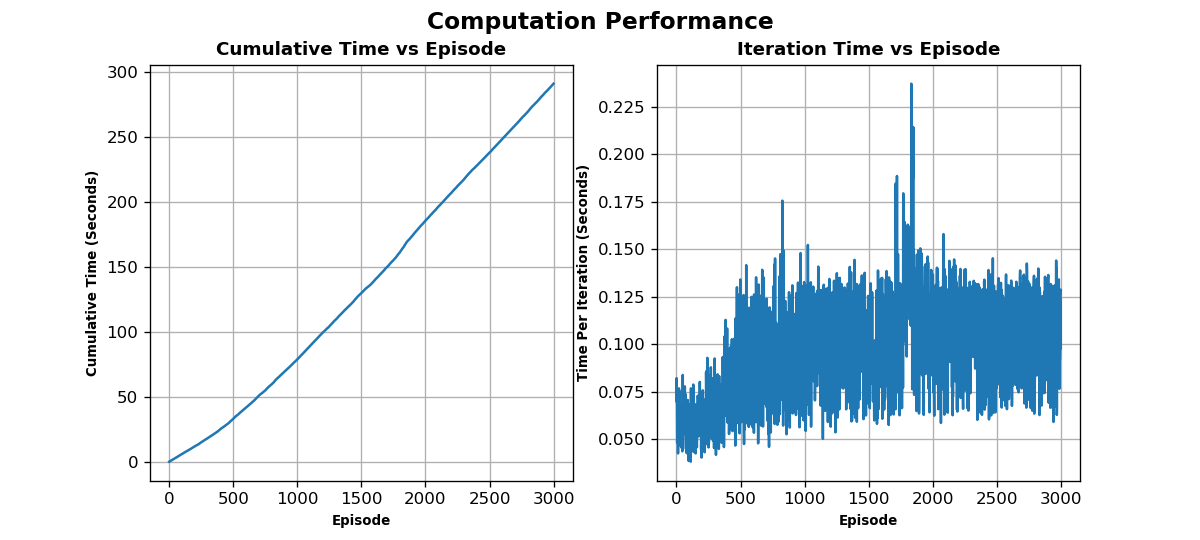 Computation Performance
Cumulative Time vs Episode
Cumulative Time (Seconds)
300
250
200
150
100
50
0
0 500 1000 1500 2000 2500 3000
Episode
Iteration Time vs Episode
Time Per Iteration (Seconds)
0.225
0.200
0.175
0.150
0.125
0.100
0.075
0.050
0 500 1000 1500 2000 2500 3000
Episode